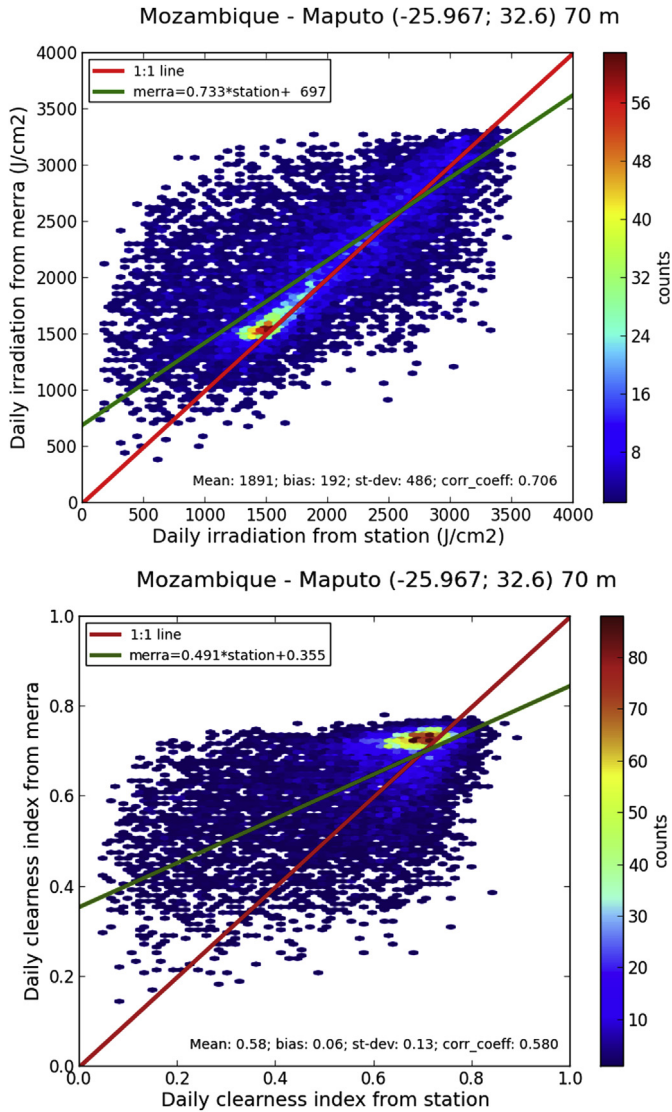 Mozambique - Maputo (-25.967; 32.6) 70 m
4000
3500
3000
2500
2000
1500
1000
500
0
Daily irradiation from merra (J/cm2)
1:1 line
merra=0.733*station+ 697
Mean: 1891; bias: 192; st-dev: 486; corr_coeff: 0.706
0 500 1000 1500 2000 2500 3000 3500 4000
Daily irradiation from station (J/cm2)
56
48
40
32
24
16
8
counts
Mozambique - Maputo (-25.967; 32.6) 70 m
1.0
0.8
0.6
0.4
0.2
0.0
Daily clearness index from merra
1:1 line
merra=0.491*station+0.355
Mean: 0.58; bias: 0.06; st-dev: 0.13; corr_coeff: 0.580
0.0 0.2 0.4 0.6 0.8 1.0
Daily clearness index from station
80
70
60
50
40
30
20
10
counts